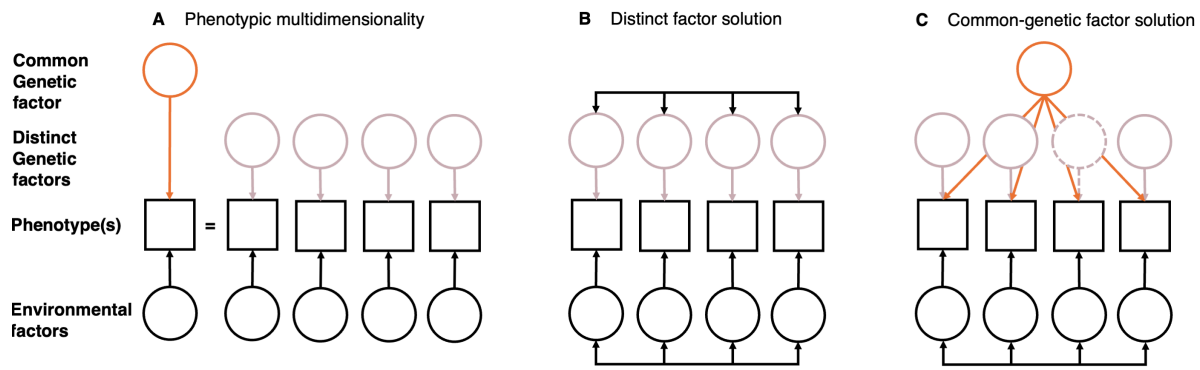 A Phenotypic multidimensionality
B Distinct factor solution
C Common-genetic factor solution
Common
Genetic
factor
Distinct
Genetic
factors
Phenotype(s)
=
Environmental
factors